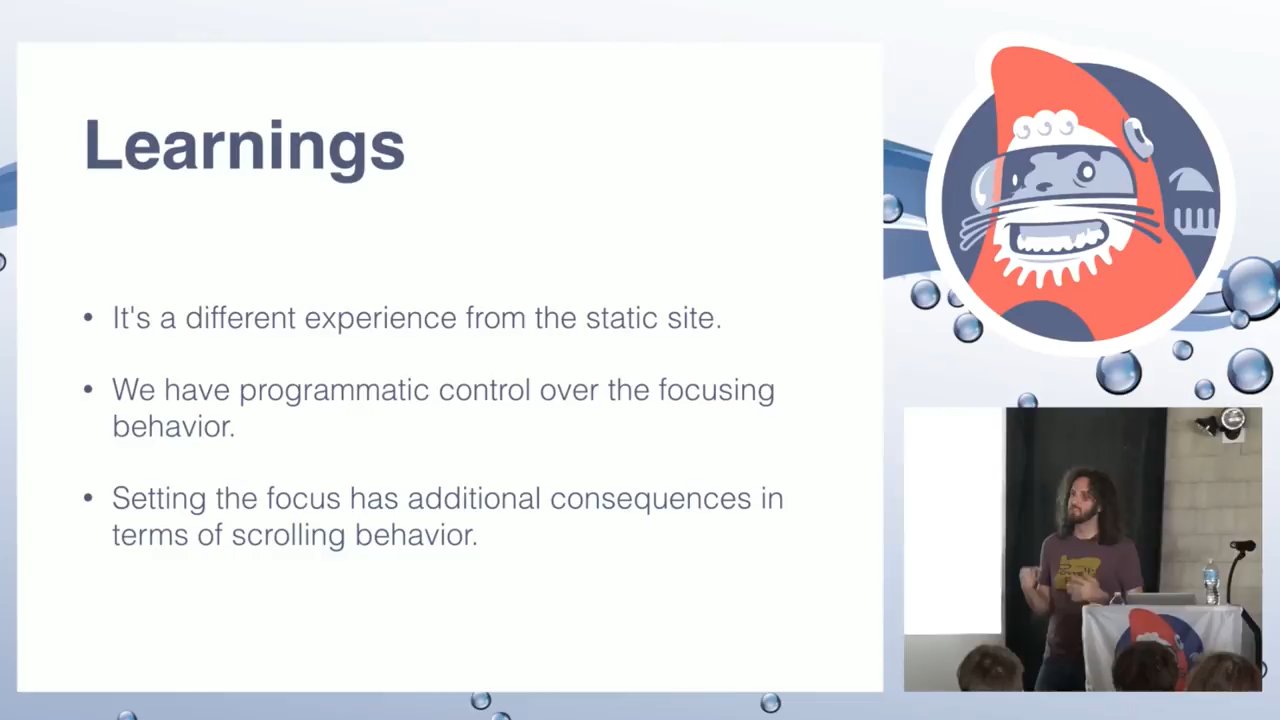 Learnings
• It's a different experience from the static site.
• We have programmatic control over the focusing
behavior.
• Setting the focus has additional consequences in
terms of scrolling behavior.